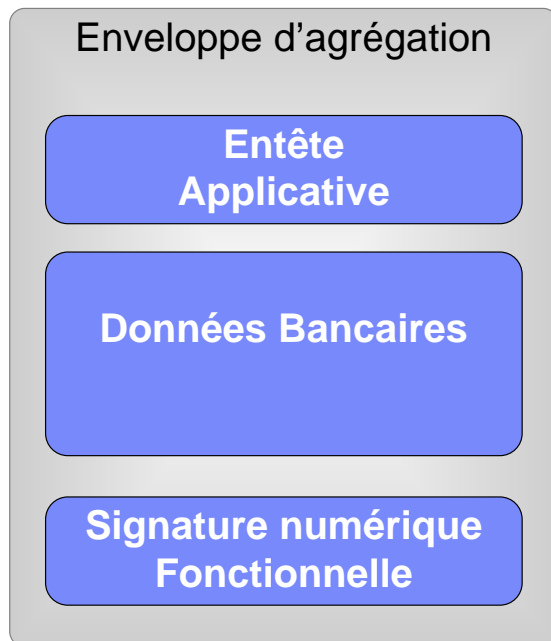 Enveloppe d’agrégation
Entête
Applicative
Données Bancaires
Signature numérique
Fonctionnelle